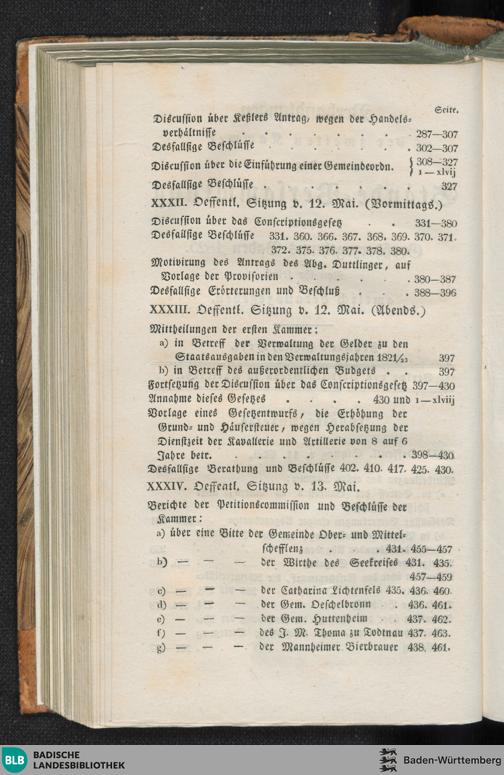 Seite.
Discussion über Keßlers Antrag, wegen der Handels-
verhältnisse . . . . . . . 287—307
Desfallsige Beschlüsse . . . . . 302—307
Discussion über die Einführung einer Gemeindeordn. { 308—327
1—xlvij
Desfallsige Beschlüsse . . . . . 327
XXXII. Oeffentl. Sitzung v. 12. Mai. (Vormittags.)
Discussion über das Conscriptionsgesetz . . 331—380
Desfallsige Beschlüsse 331. 360. 366. 367. 368. 369. 370. 371.
372. 375. 376. 377. 378. 380.
Motivirung des Antrags des Abg. Duttlinger, auf
Vorlage der Provisorien . . . . . 380—387
Desfallsige Erörterungen und Beschluß . . . 388—396
XXXIII. Oeffentl. Sitzung v. 12. Mai. (Abends.)
Mittheilungen der ersten Kammer:
a) in Betreff der Verwaltung der Gelder zu den
Staatsausgaben in den Verwaltungsjahren 1821/22 397
b) in Betreff des außerordentlichen Budgets . . 397
Fortsetzung der Discussion über das Conscriptionsgesetz 397—430
Annahme dieses Gesetzes . . . . 430 und 1—xlviij
Vorlage eines Gesetzentwurfs, die Erhöhung der
Grund- und Häusersteuer, wegen Herabsetzung der
Dienstzeit der Kavallerie und Artillerie von 8 auf 6
Jahre betr. . . . . . . . 398—430
Desfallsige Berathung und Beschlüsse 402. 410. 417. 425. 430.
XXXIV. Oeffentl. Sitzung v. 13. Mai.
Berichte der Petitionscommission und Beschlüsse der
Kammer:
a) über eine Bitte der Gemeinde Ober- und Mittel-
schefflenz . . 431. 455—457
b) — — — der Wirthe des Seekreises 431. 435.
457—459
c) — — — der Catharina Lichtenfels 435. 436. 460.
d) — — — der Gem. Oeschelbronn . 436. 461.
e) — — — der Gem. Huttenheim . 437. 462.
f) — — — des J. M. Thoma zu Todtnau 437. 463.
g) — — — der Mannheimer Bierbrauer 438. 461.
BLB BADISCHE
LANDESBIBLIOTHEK
Baden-Württemberg